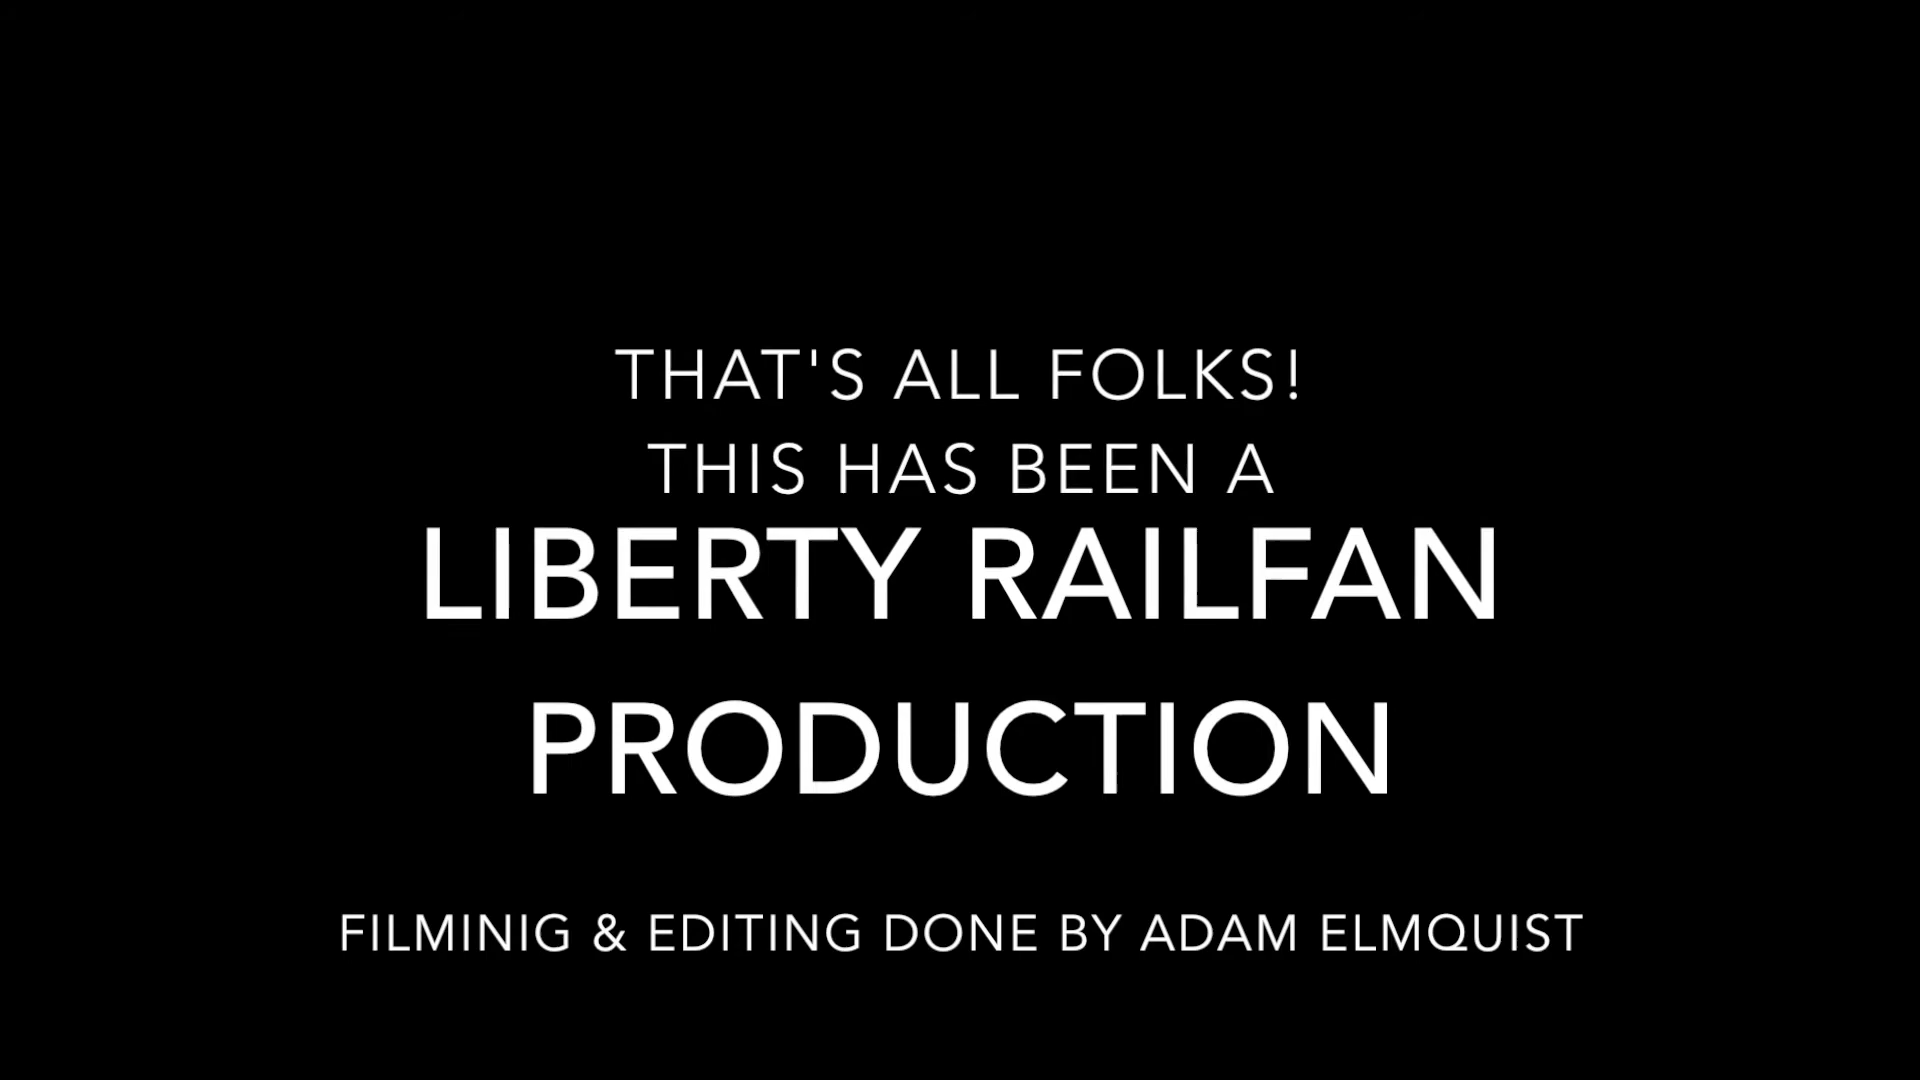 THAT'S ALL FOLKS!
THIS HAS BEEN A
LIBERTY RAILFAN
PRODUCTION
FILMINIG & EDITING DONE BY ADAM ELMQUIST